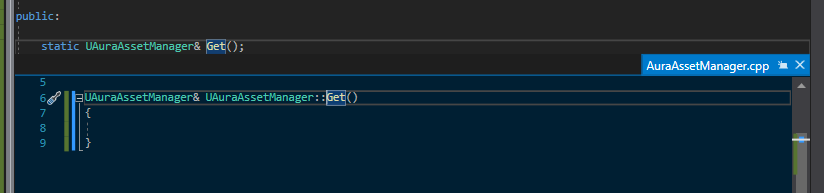 public:
static UAuraAssetManager& Get();
AuraAssetManager.cpp
5
6 UAuraAssetManager& UAuraAssetManager::Get()
7 {
8
9 }